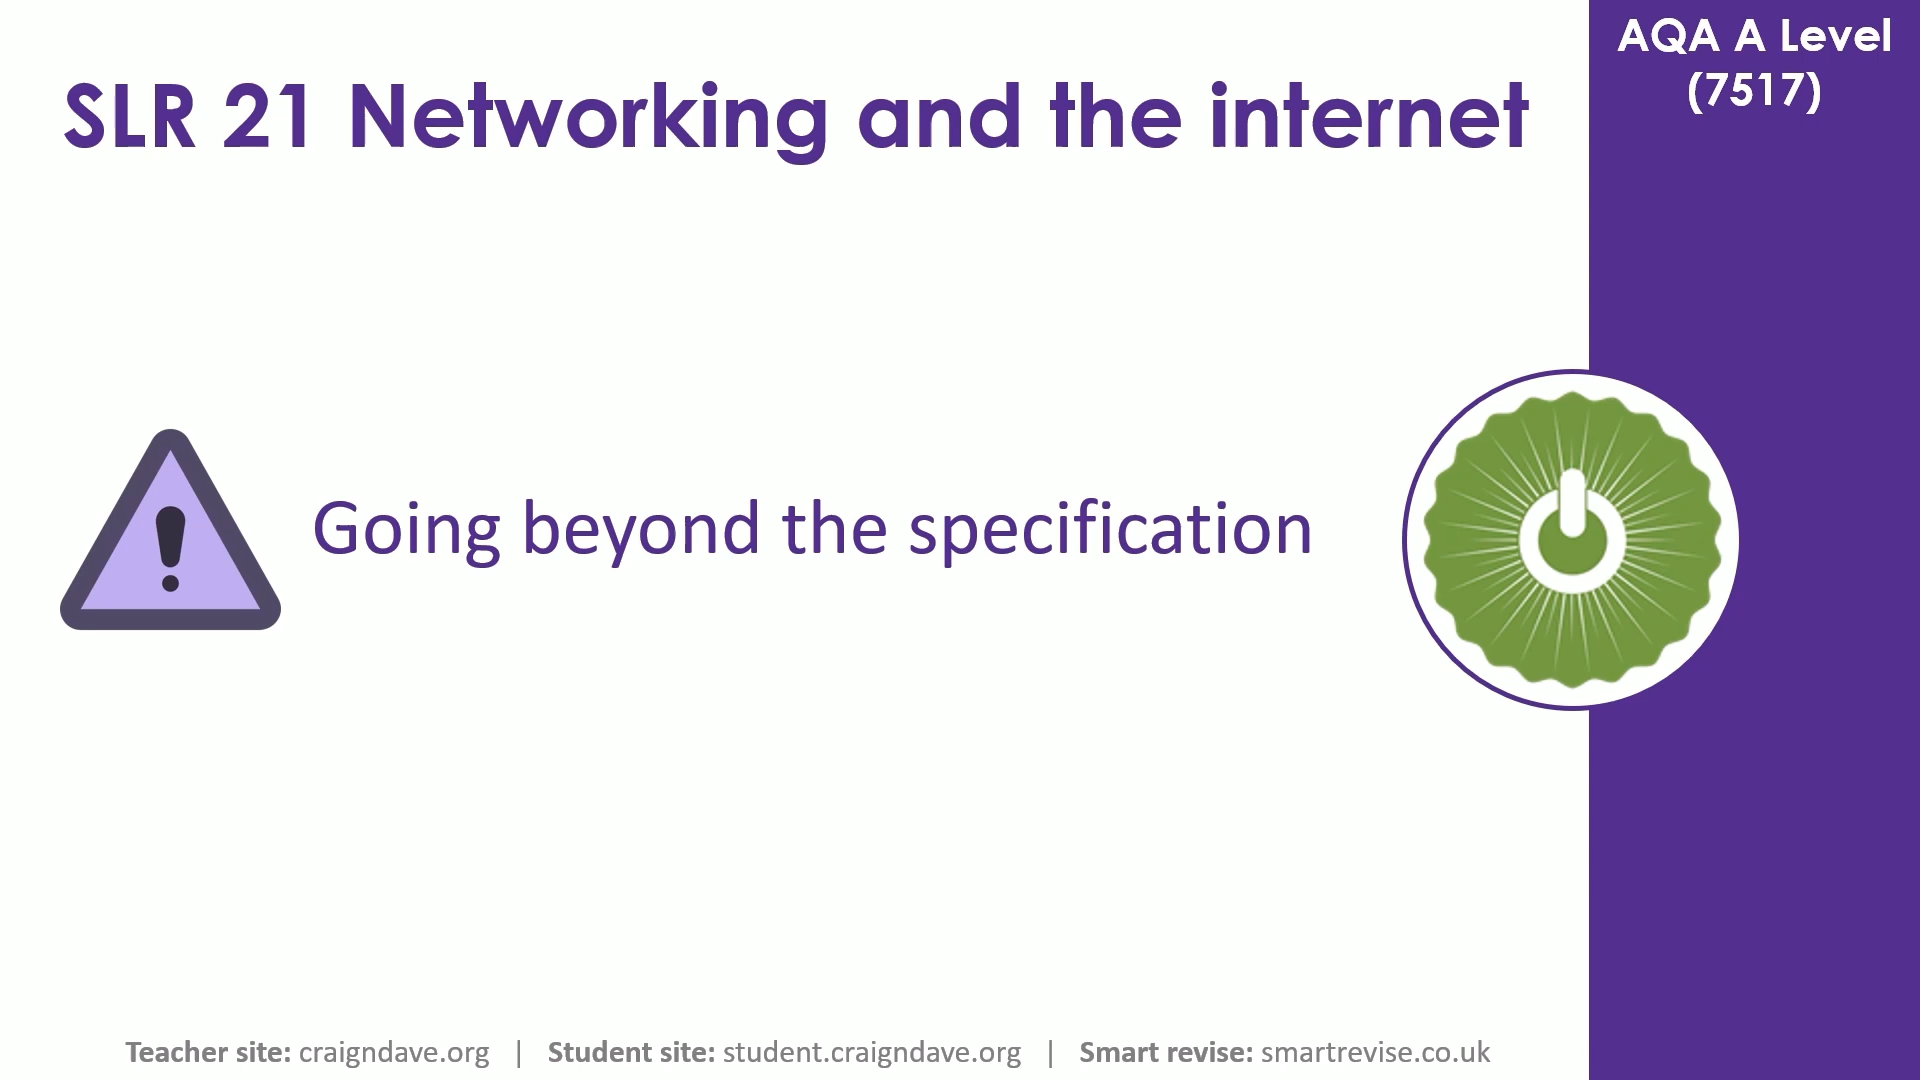 SLR 21 Networking and the internet
AQA A Level
(7517)
Going beyond the specification
Teacher site: craigndave.org | Student site: student.craigndave.org | Smart revise: smartrevise.co.uk